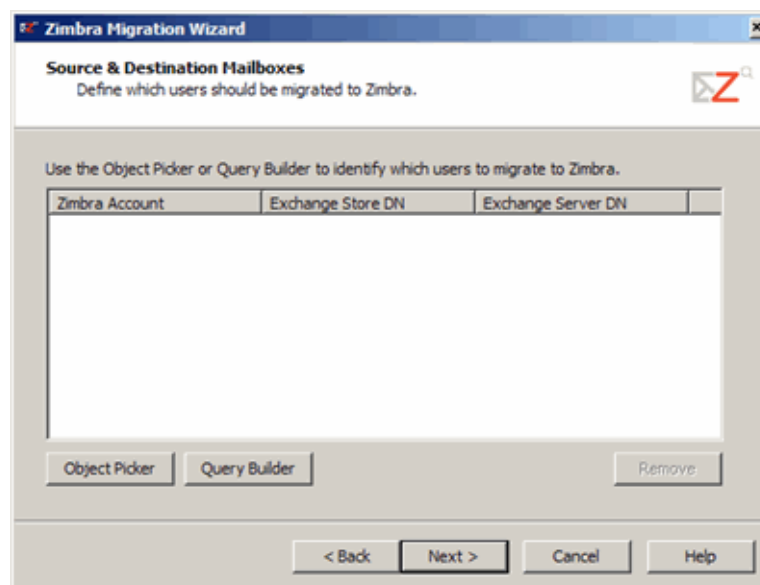 Zimbra Migration Wizard
Source & Destination Mailboxes
Define which users should be migrated to Zimbra.
Use the Object Picker or Query Builder to identify which users to migrate to Zimbra.
Zimbra Account Exchange Store DN Exchange Server DN
Object Picker Query Builder Remove
< Back Next > Cancel Help